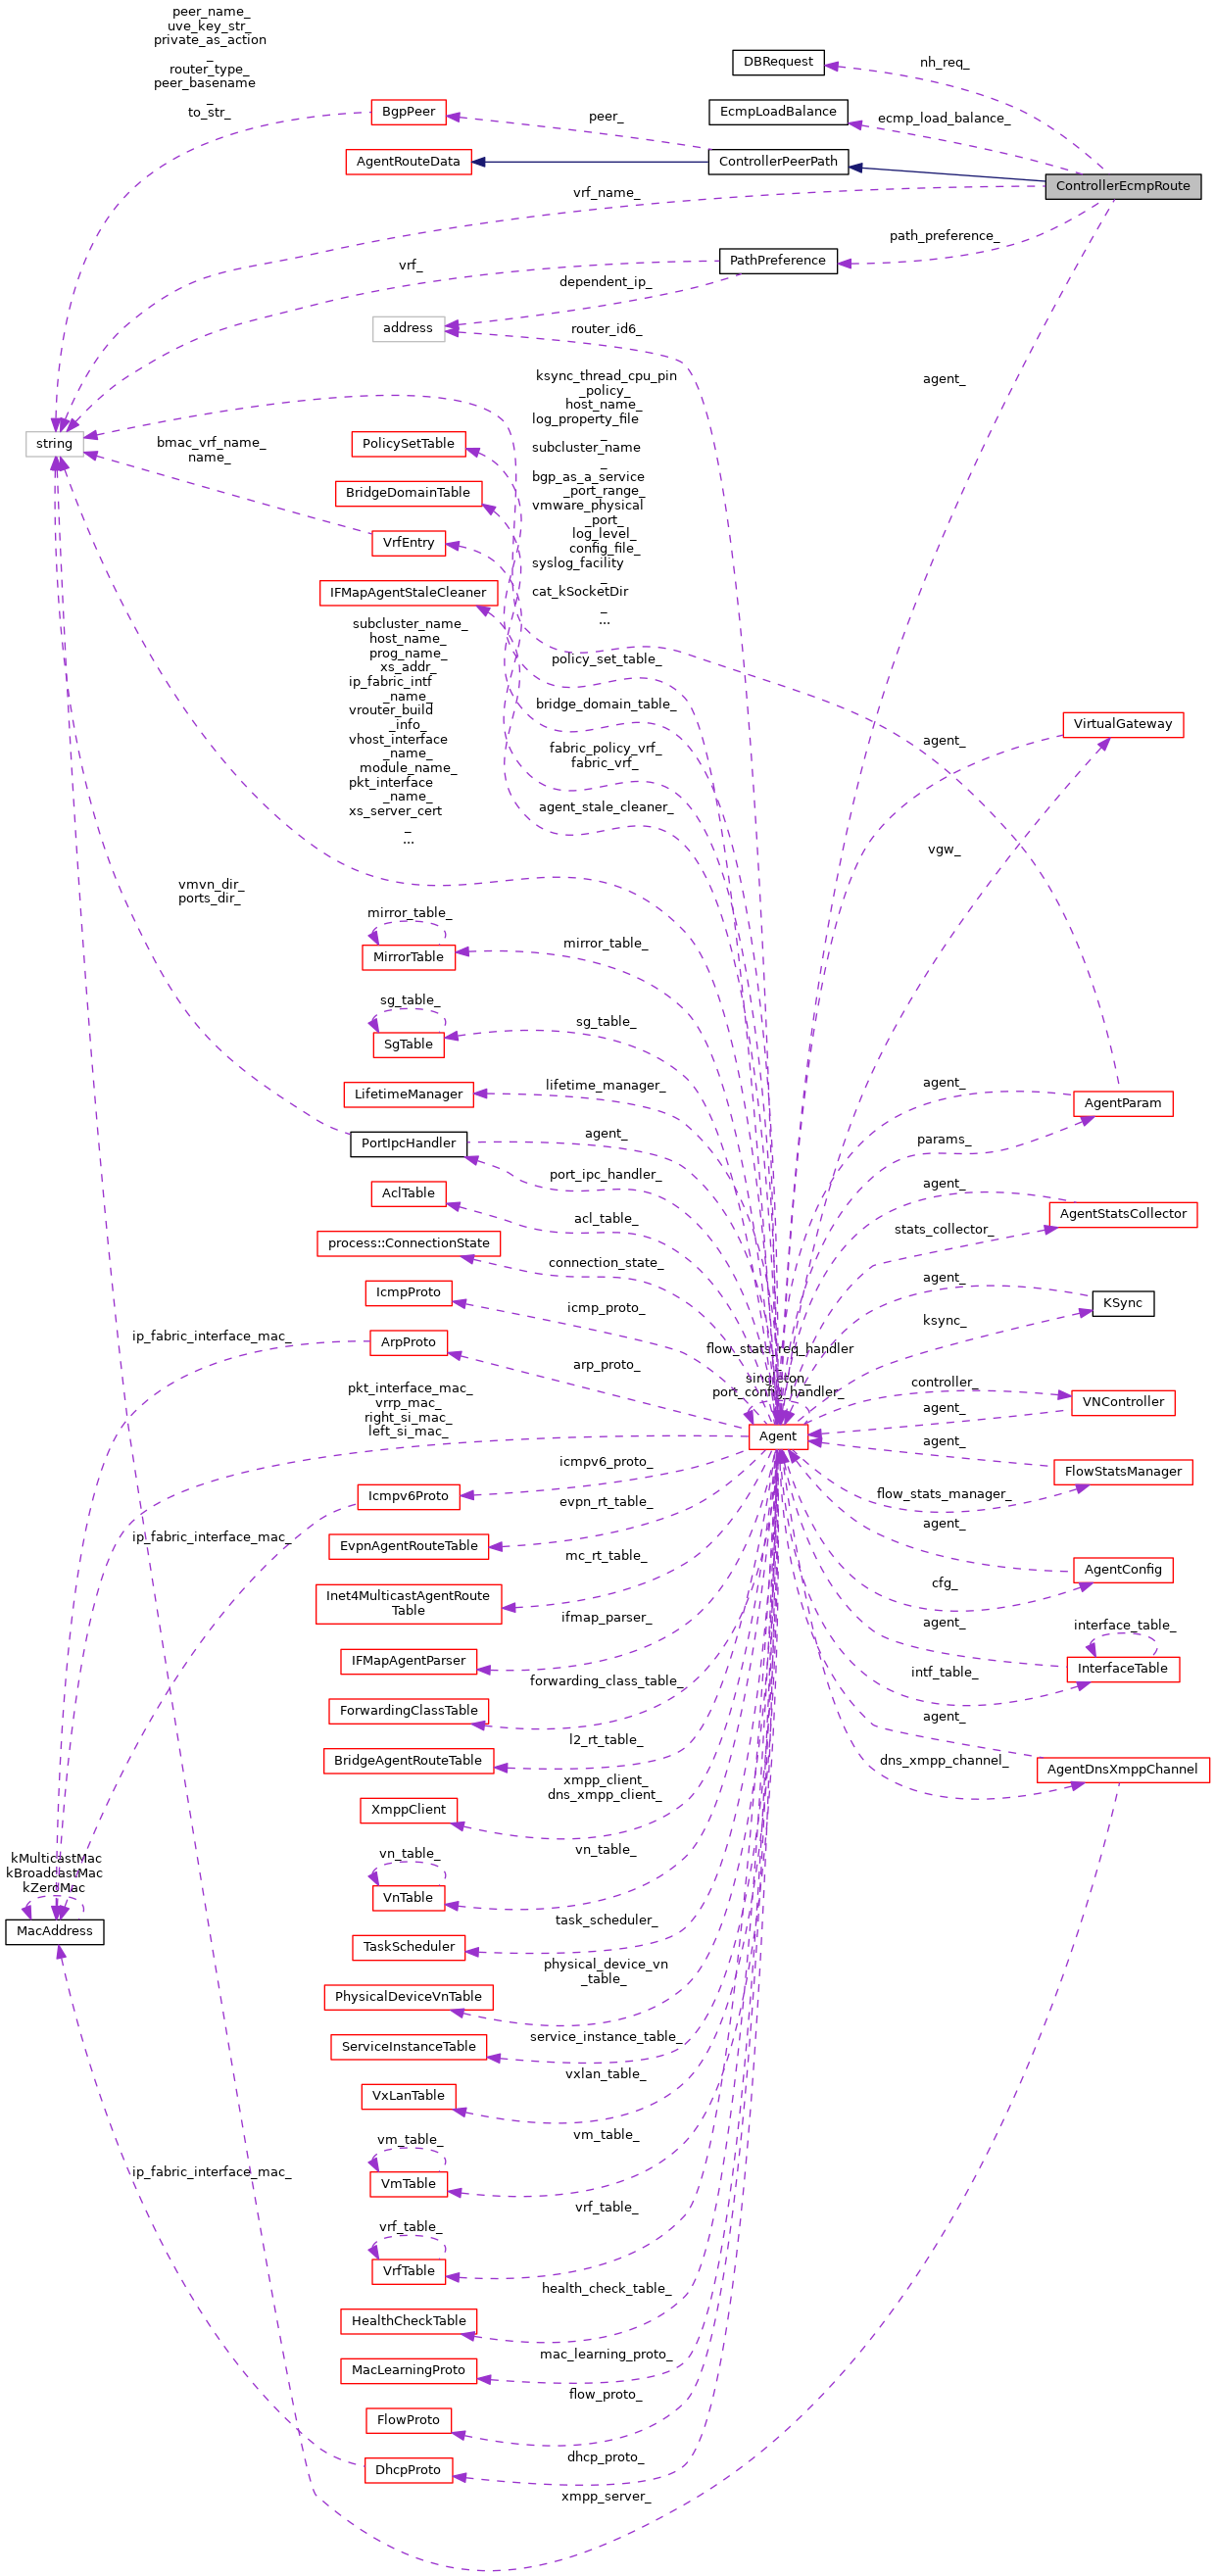 peer_name_
uve_key_str_
private_as_action
_
router_type_
peer_basename
_
to_str_
DBRequest
nh_req_
BgpPeer
peer_
EcmpLoadBalance
ecmp_load_balance_
AgentRouteData
ControllerPeerPath
ControllerEcmpRoute
vrf_name_
path_preference_
vrf_
PathPreference
dependent_ip_
address
router_id6_
agent_
ksync_thread_cpu_pin
_policy_
host_name_
log_property_file
_
subcluster_name
_
bgp_as_a_service
_port_range_
vmware_physical
_port_
log_level_
config_file_
syslog_facility
_
cat_kSocketDir
_
...
string
bmac_vrf_name_
name_
PolicySetTable
BridgeDomainTable
VrfEntry
IFMapAgentStaleCleaner
subcluster_name_
host_name_
prog_name_
xs_addr_
ip_fabric_intf
_name_
vrouter_build
_info_
vhost_interface
_name_
module_name_
pkt_interface
_name_
xs_server_cert
_
...
policy_set_table_
bridge_domain_table_
fabric_policy_vrf_
fabric_vrf_
agent_stale_cleaner_
VirtualGateway
agent_
vgw_
vmvn_dir_
ports_dir_
mirror_table_
MirrorTable
mirror_table_
sg_table_
SgTable
sg_table_
LifetimeManager
lifetime_manager_
agent_
AgentParam
PortIpcHandler
agent_
params_
port_ipc_handler_
AclTable
acl_table_
agent_
AgentStatsCollector
stats_collector_
process::ConnectionState
connection_state_
IcmpProto
icmp_proto_
agent_
KSync
ksync_
ip_fabric_interface_mac_
ArpProto
arp_proto_
flow_stats_req_handler
_
singleton_
port_config_handler_
pkt_interface_mac_
vrrp_mac_
right_si_mac_
left_si_mac_
Agent
controller_
VNController
agent_
agent_
FlowStatsManager
flow_stats_manager_
Icmpv6Proto
icmpv6_proto_
evpn_rt_table_
ip_fabric_interface_mac_
EvpnAgentRouteTable
mc_rt_table_
agent_
AgentConfig
cfg_
Inet4MulticastAgentRoute
Table
ifmap_parser_
agent_
interface_table_
InterfaceTable
intf_table_
IFMapAgentParser
forwarding_class_table_
ForwardingClassTable
agent_
l2_rt_table_
BridgeAgentRouteTable
dns_xmpp_channel_
AgentDnsXmppChannel
xmpp_client_
dns_xmpp_client_
XmppClient
kMulticastMac
kBroadcastMac
kZeroMac
MacAddress
vn_table_
VnTable
vn_table_
task_scheduler_
TaskScheduler
physical_device_vn
_table_
PhysicalDeviceVnTable
service_instance_table_
ServiceInstanceTable
vxlan_table_
VxLanTable
vm_table_
VmTable
vm_table_
ip_fabric_interface_mac_
vrf_table_
VrfTable
vrf_table_
health_check_table_
HealthCheckTable
mac_learning_proto_
MacLearningProto
flow_proto_
FlowProto
dhcp_proto_
DhcpProto
xmpp_server_